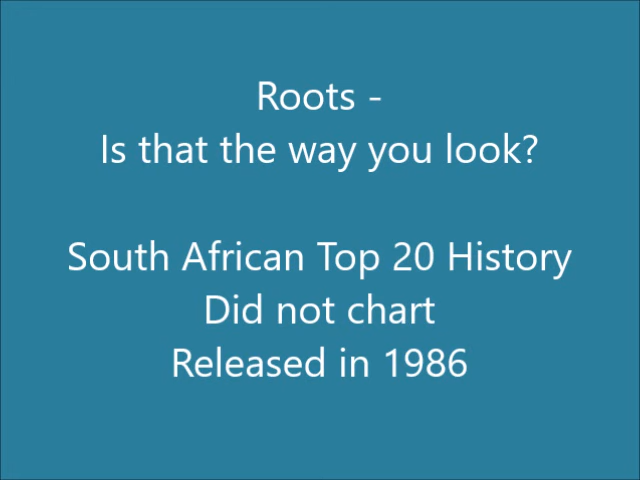 Roots -
Is that the way you look?
South African Top 20 History
Did not chart
Released in 1986